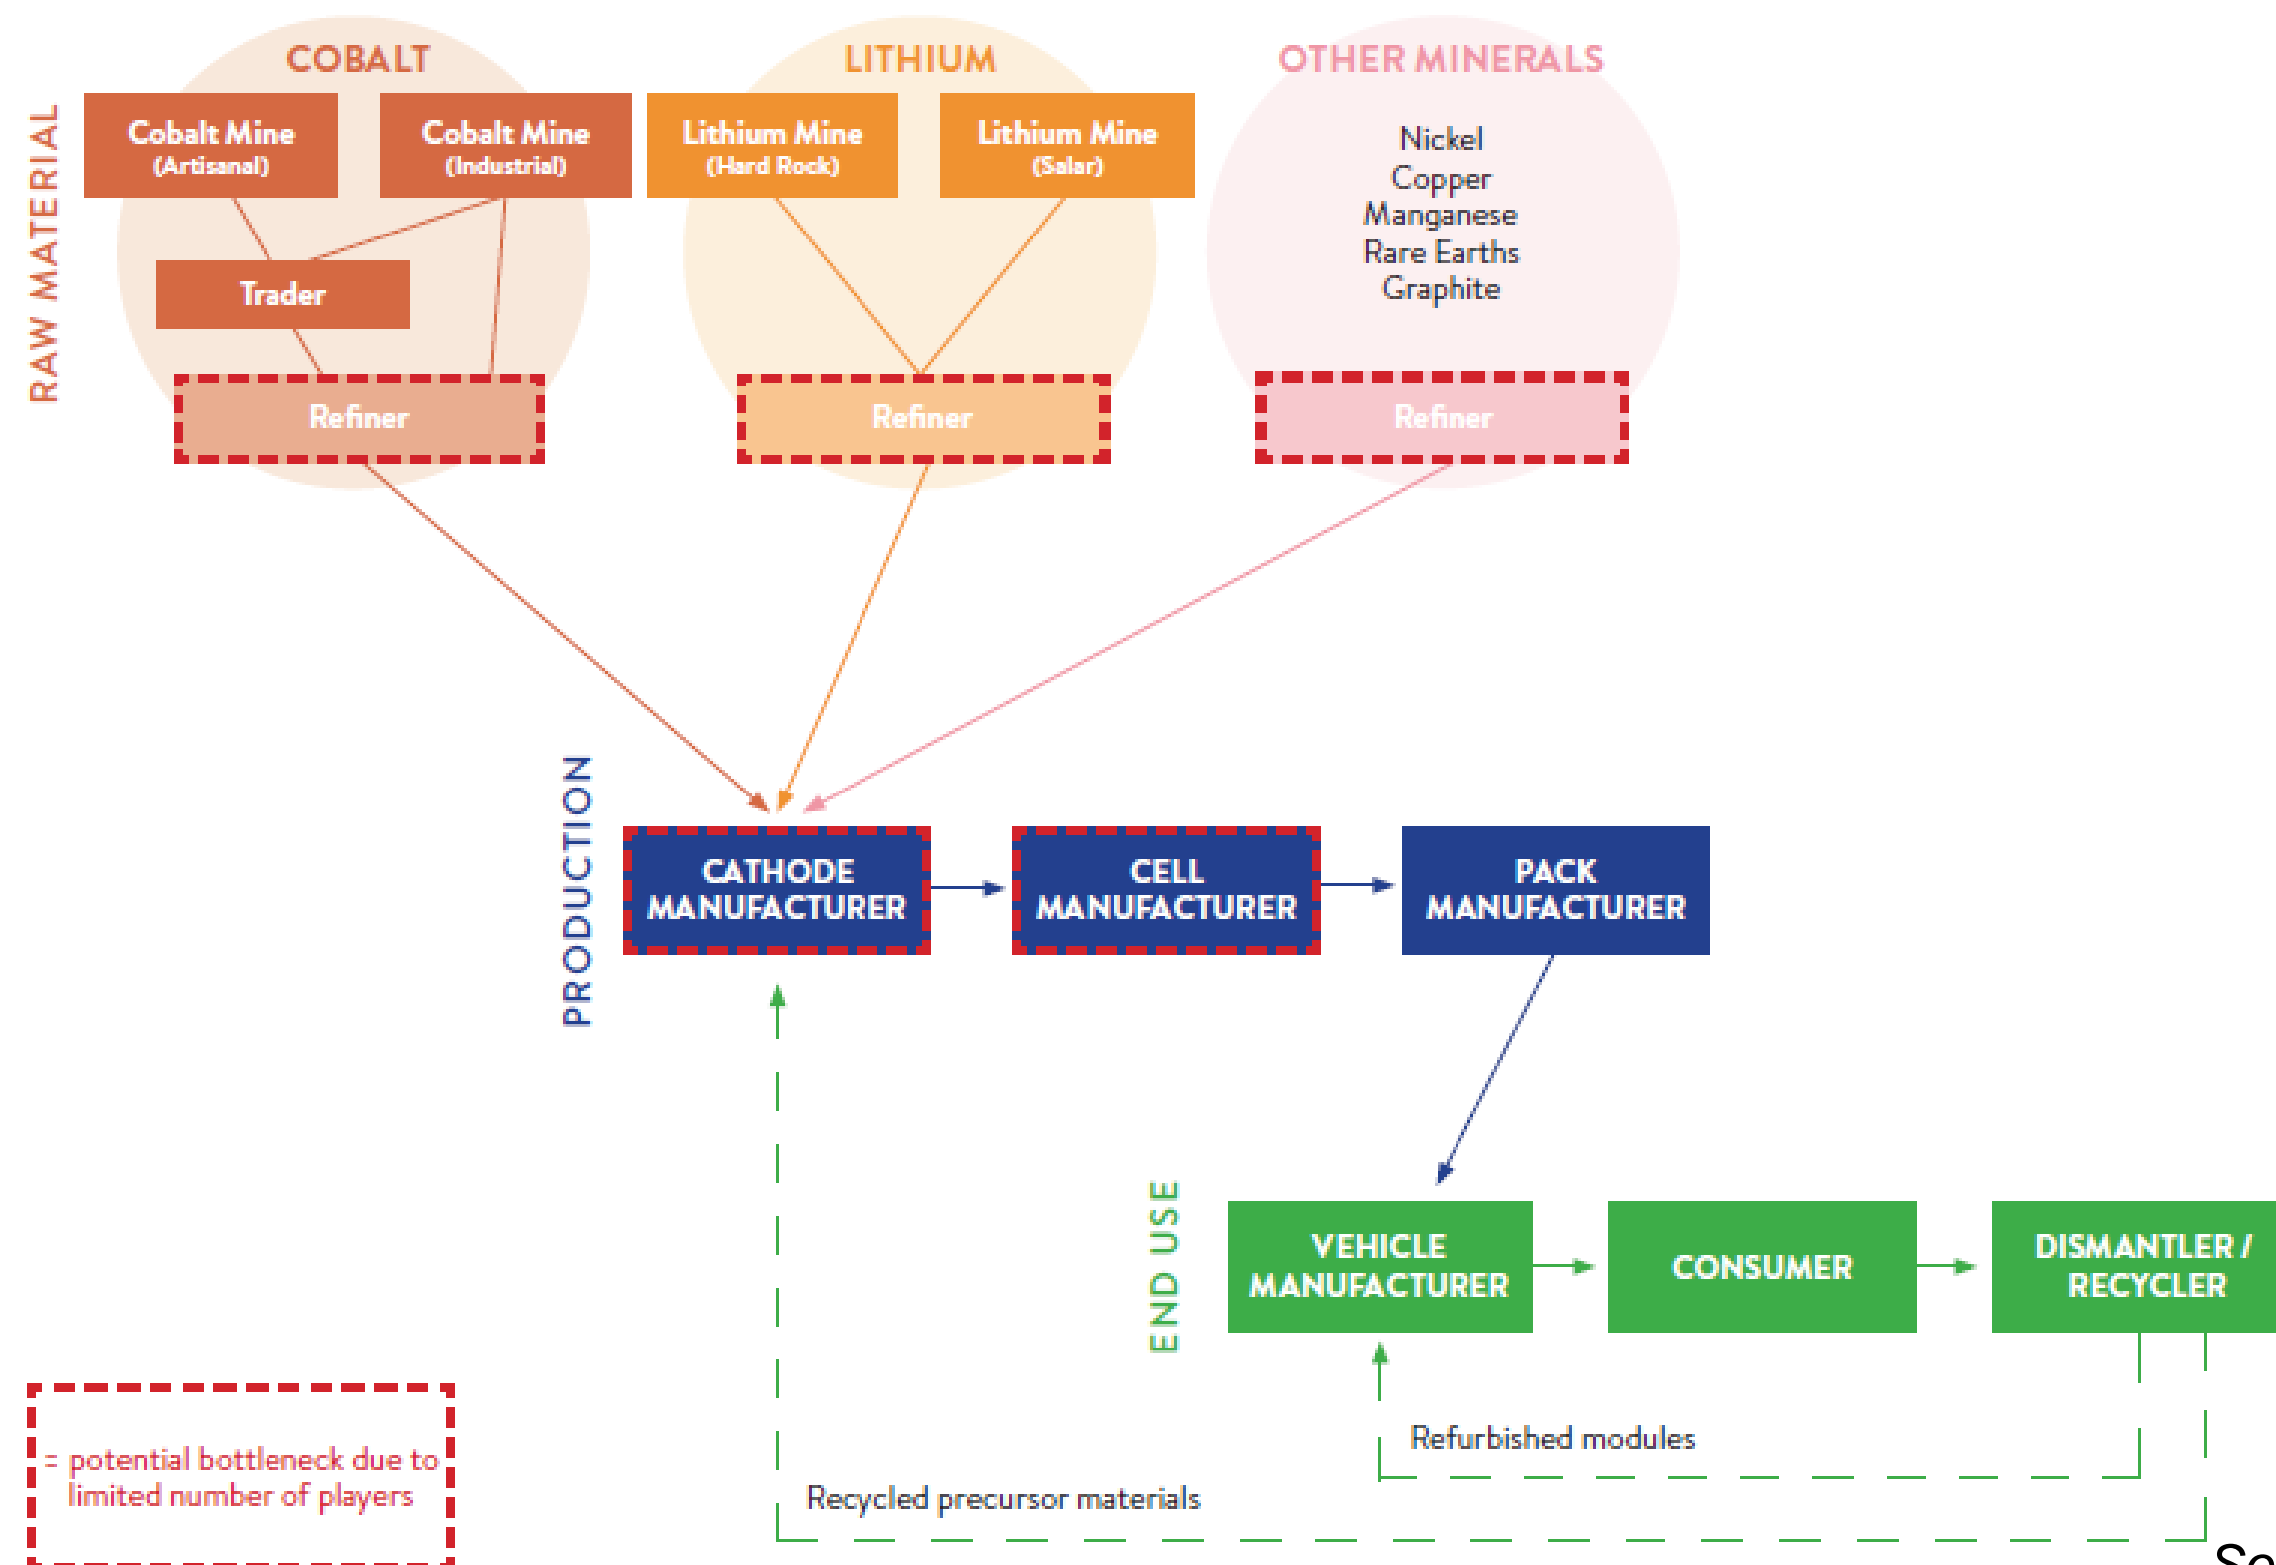 COBALT
LITHIUM
OTHER MINERALS
RAW MATERIAL
Cobalt Mine
(Artisanal)
Cobalt Mine
(Industrial)
Lithium Mine
(Hard Rock)
Lithium Mine
(Salar)
Nickel
Copper
Manganese
Rare Earths
Graphite
Trader
Refiner
Refiner
Refiner
PRODUCTION
CATHODE
MANUFACTURER
CELL
MANUFACTURER
PACK
MANUFACTURER
END USE
VEHICLE
MANUFACTURER
CONSUMER
DISMANTLER /
RECYCLER
Refurbished modules
Recycled precursor materials
= potential bottleneck due to
limited number of players